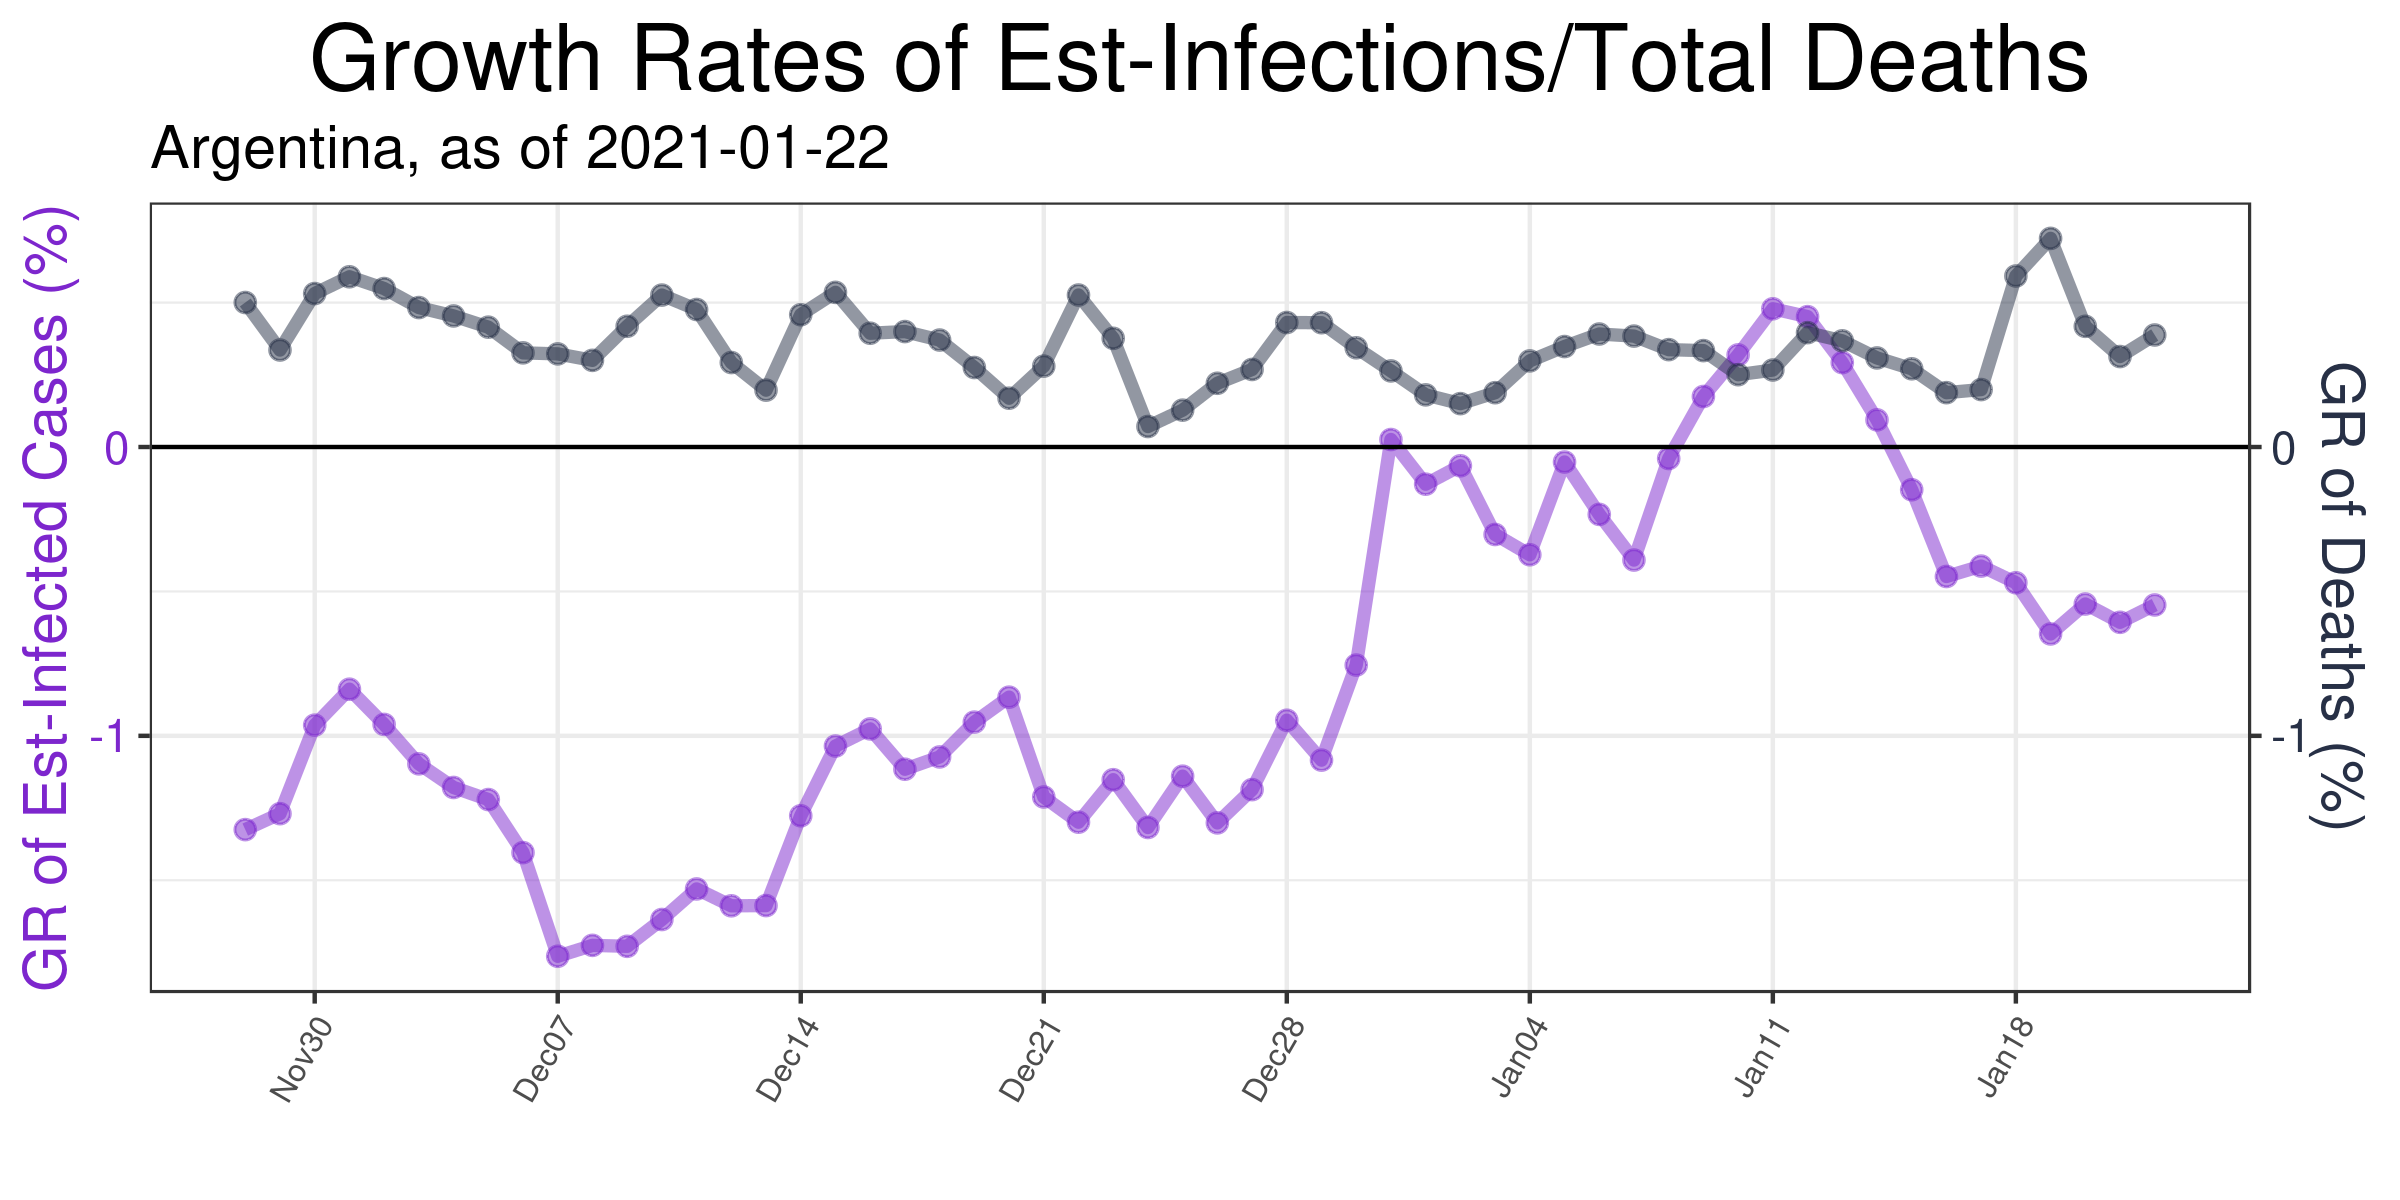 Growth Rates of Est-Infections/Total Deaths
Argentina, as of 2021-01-22
GR of Est-Infected Cases (%)
0
-1
0
-1
GR of Deaths (%)
Nov30
Dec07
Dec14
Dec21
Dec28
Jan04
Jan11
Jan18